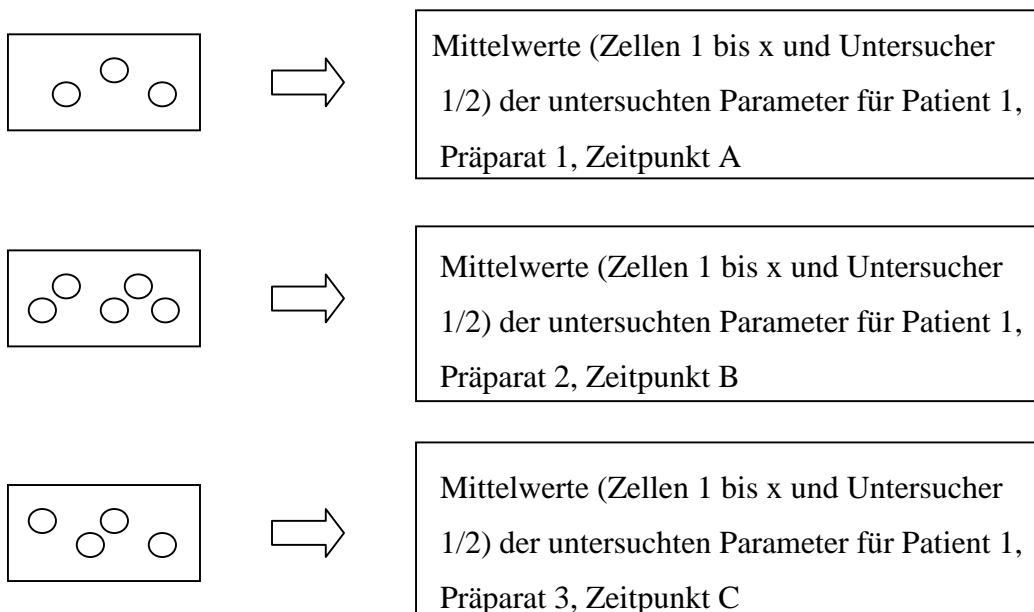 Mittelwerte (Zellen 1 bis x und Untersucher
1/2) der untersuchten Parameter für Patient 1,
Präparat 1, Zeitpunkt A
Mittelwerte (Zellen 1 bis x und Untersucher
1/2) der untersuchten Parameter für Patient 1,
Präparat 2, Zeitpunkt B
Mittelwerte (Zellen 1 bis x und Untersucher
1/2) der untersuchten Parameter für Patient 1,
Präparat 3, Zeitpunkt C